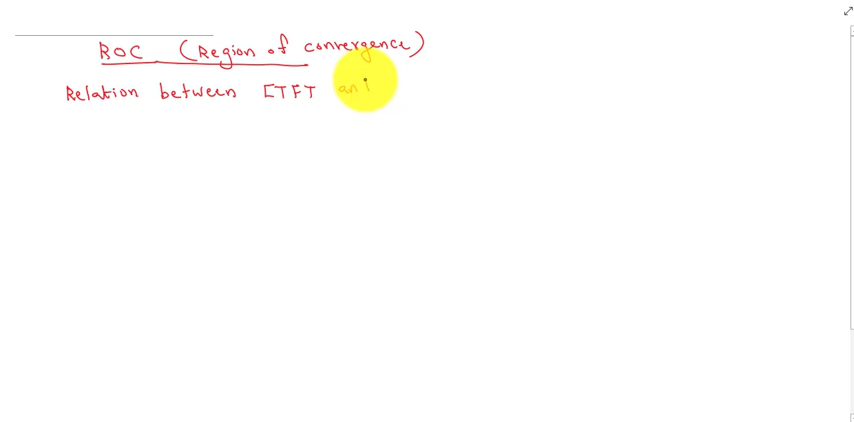 ROC (Region of convergence)
Relation between CTFT